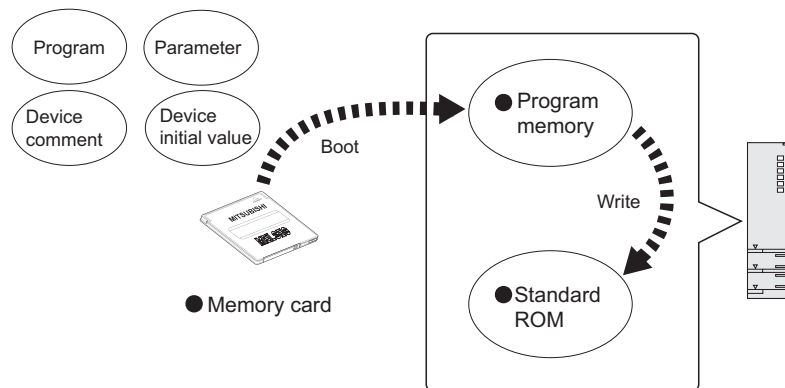 Program
Parameter
Device
comment
Device
initial value
Boot
MITSUBISHI
● Memory card
● Program
memory
Write
● Standard
ROM